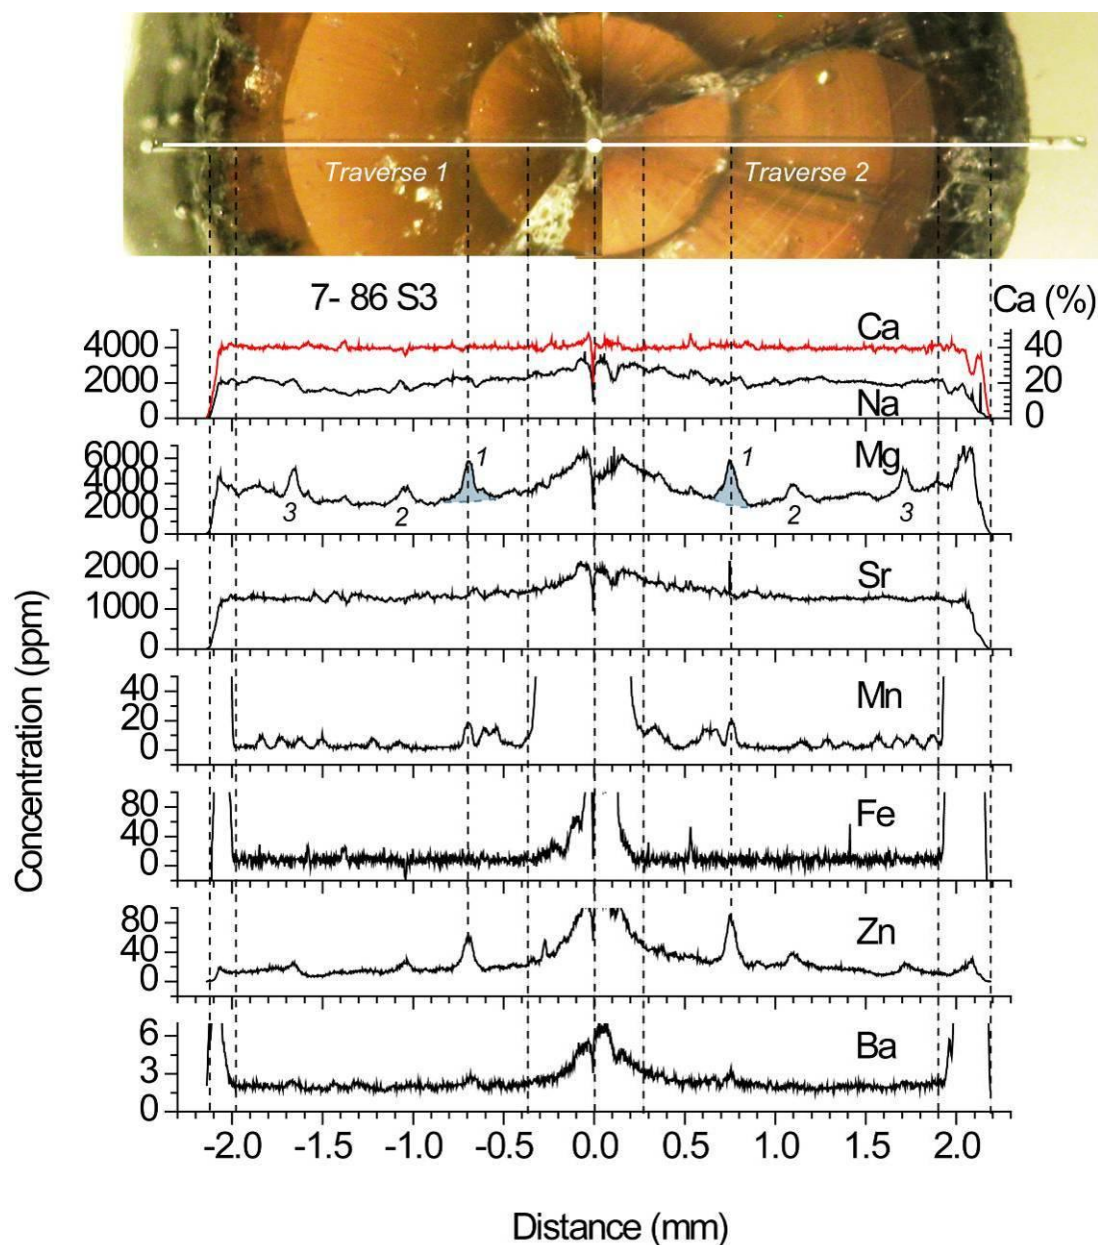 Traverse 1
Traverse 2
7- 86 S3
Ca (%)
4000
2000
0
Ca
Na
40
20
0
6000
4000
2000
0
Mg
1
1
3
2
2
3
2000
1000
0
Sr
40
20
0
Mn
80
40
0
Fe
80
40
0
Zn
6
3
0
Ba
Concentration (ppm)
-2.0 -1.5 -1.0 -0.5 0.0 0.5 1.0 1.5 2.0
Distance (mm)